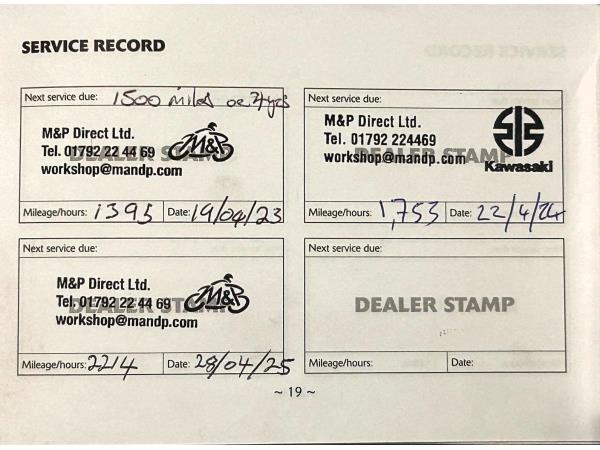 SERVICE RECORD
Next service due: 1500 miles or 2yrs
M&P Direct Ltd.
Tel. 01792 22 44 69
workshop@mandp.com
M&B
DEALER STAMP
Mileage/hours: 1395 Date: 19/04/23
Next service due:
M&P Direct Ltd.
Tel. 01792 224469
workshop@mandp.com
Kawasaki
DEALER STAMP
Mileage/hours: 1,753 Date: 22/4/24
Next service due:
M&P Direct Ltd.
Tel. 01792 22 44 69
workshop@mandp.com
M&B
DEALER STAMP
Mileage/hours: 2214 Date: 28/04/25
Next service due:
DEALER STAMP
Mileage/hours: Date:
~ 19 ~